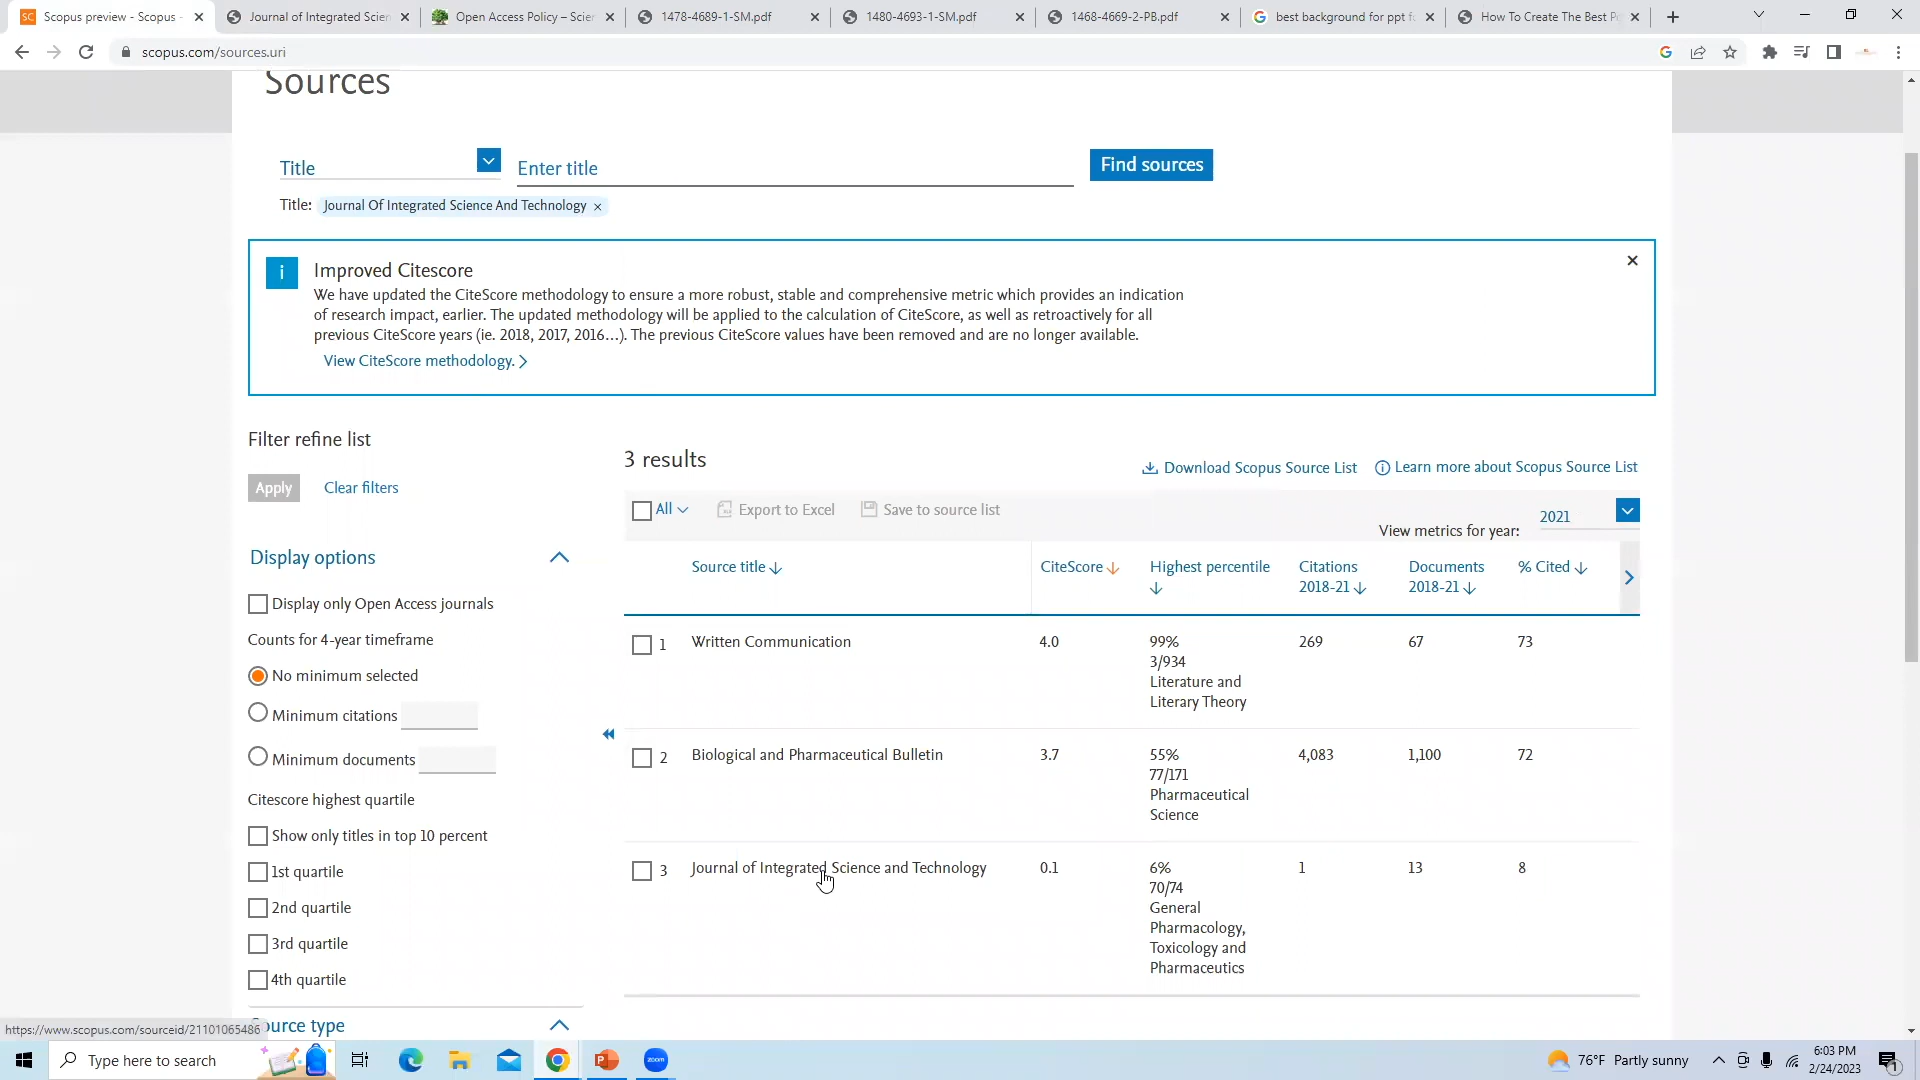 Scopus preview - Scopus -
Journal of Integrated Scien
Open Access Policy – Scien
1478-4689-1-SM.pdf
1480-4693-1-SM.pdf
1468-4669-2-PB.pdf
best background for ppt f
How To Create The Best P
scopus.com/sources.uri
Sources
Title
Enter title
Find sources
Title: Journal Of Integrated Science And Technology ×
i
Improved Citescore
We have updated the CiteScore methodology to ensure a more robust, stable and comprehensive metric which provides an indication
of research impact, earlier. The updated methodology will be applied to the calculation of CiteScore, as well as retroactively for all
previous CiteScore years (ie. 2018, 2017, 2016...). The previous CiteScore values have been removed and are no longer available.
View CiteScore methodology. >
Filter refine list
Apply
Clear filters
Display options
Display only Open Access journals
Counts for 4-year timeframe
No minimum selected
Minimum citations
Minimum documents
Citescore highest quartile
Show only titles in top 10 percent
1st quartile
2nd quartile
3rd quartile
4th quartile
Source type
3 results
Download Scopus Source List
Learn more about Scopus Source List
All
Export to Excel
Save to source list
View metrics for year:
2021
Source title
CiteScore
Highest percentile
Citations
2018-21
Documents
2018-21
% Cited
1 Written Communication 4.0 99% 269 67 73
3/934
Literature and
Literary Theory
2 Biological and Pharmaceutical Bulletin 3.7 55% 4,083 1,100 72
77/171
Pharmaceutical
Science
3 Journal of Integrated Science and Technology 0.1 6% 1 13 8
70/74
General
Pharmacology,
Toxicology and
Pharmaceutics
https://www.scopus.com/sourceid/21101065486
Type here to search
zoom
76°F Partly sunny
6:03 PM
2/24/2023
1